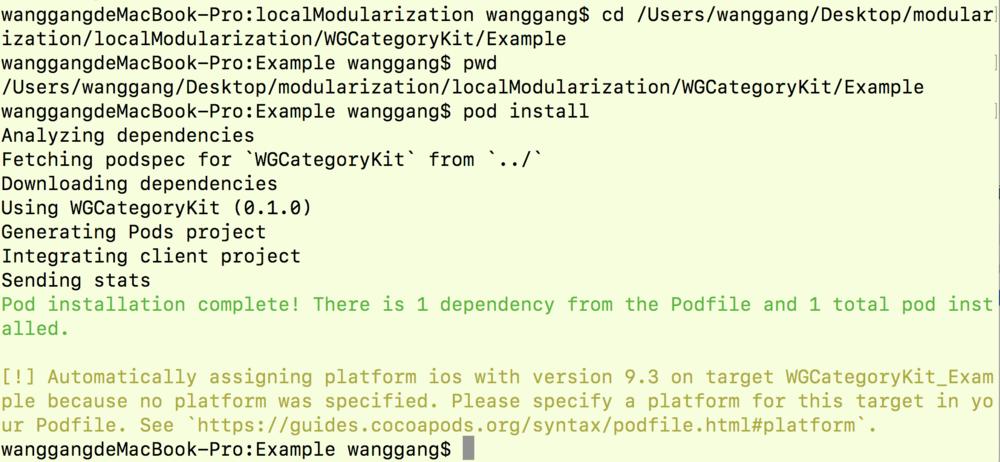 wanggangdeMacBook-Pro:localModularization wanggang$ cd /Users/wanggang/Desktop/modular
ization/localModularization/WGCategoryKit/Example
wanggangdeMacBook-Pro:Example wanggang$ pwd
/Users/wanggang/Desktop/modularization/localModularization/WGCategoryKit/Example
wanggangdeMacBook-Pro:Example wanggang$ pod install
Analyzing dependencies
Fetching podspec for `WGCategoryKit` from `../`
Downloading dependencies
Using WGCategoryKit (0.1.0)
Generating Pods project
Integrating client project
Sending stats
Pod installation complete! There is 1 dependency from the Podfile and 1 total pod inst
alled.
[!] Automatically assigning platform ios with version 9.3 on target WGCategoryKit_Exam
ple because no platform was specified. Please specify a platform for this target in yo
ur Podfile. See `https://guides.cocoapods.org/syntax/podfile.html#platform`.
wanggangdeMacBook-Pro:Example wanggang$